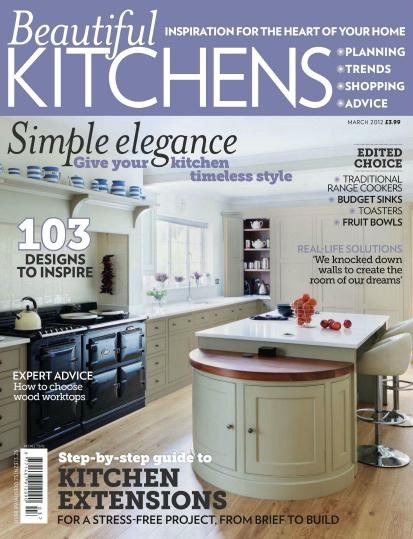 Beautiful
KITCHENS
INSPIRATION FOR THE HEART OF YOUR HOME
PLANNING
TRENDS
SHOPPING
ADVICE
MARCH 2012 £3.99
Simple elegance
Give your kitchen
timeless style
EDITED
CHOICE
TRADITIONAL
RANGE COOKERS
BUDGET SINKS
TOASTERS
FRUIT BOWLS
103
DESIGNS
TO INSPIRE
REAL-LIFE SOLUTIONS
'We knocked down
walls to create the
room of our dreams'
EXPERT ADVICE
How to choose
wood worktops
Step-by-step guide to
KITCHEN
EXTENSIONS
FOR A STRESS-FREE PROJECT, FROM BRIEF TO BUILD